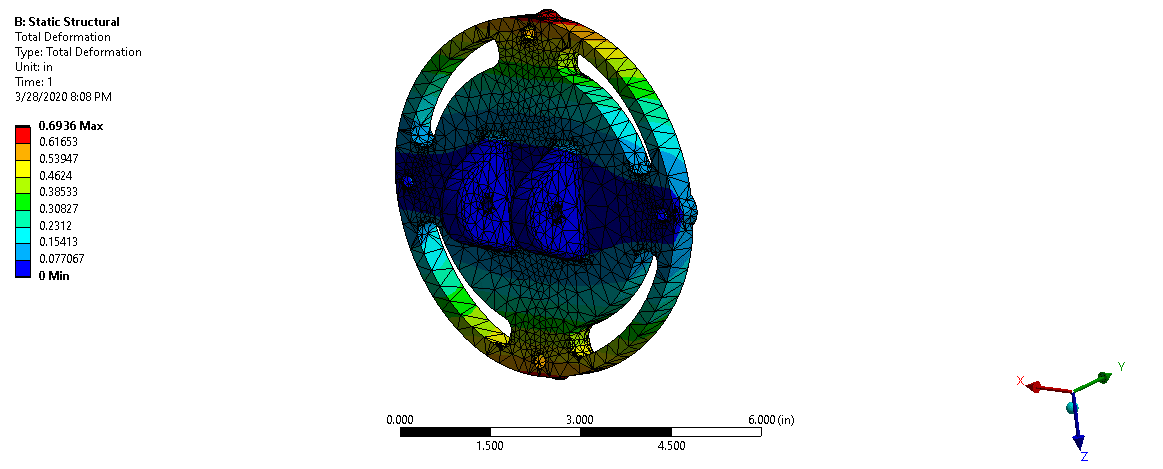 B: Static Structural
Total Deformation
Type: Total Deformation
Unit: in
Time: 1
3/28/2020 8:08 PM
0.6936 Max
0.61653
0.53947
0.4624
0.38533
0.30827
0.2312
0.15413
0.077067
0 Min
0.000 3.000 6.000 (in)
1.500 4.500
X
Y
Z